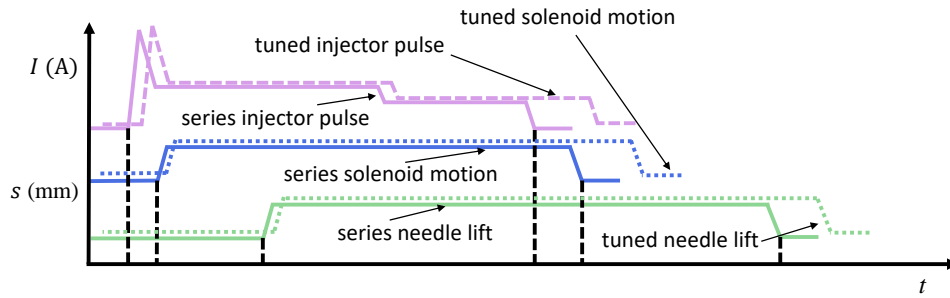 tuned solenoid motion
tuned injector pulse
I (A)
series injector pulse
series solenoid motion
s (mm)
series needle lift
tuned needle lift
t